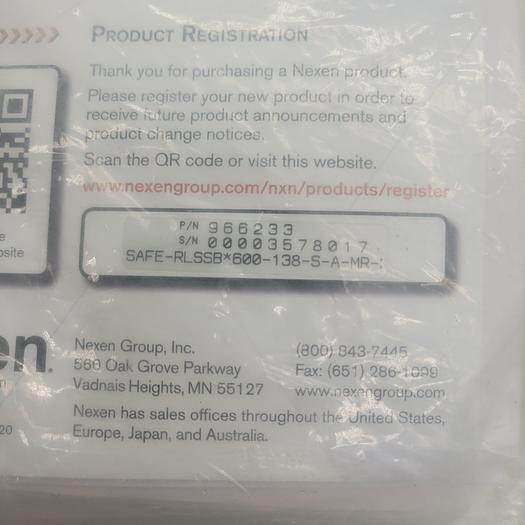 >>>>>
PRODUCT REGISTRATION
Thank you for purchasing a Nexen product.
Please register your new product in order to
receive future product announcements and
product change notices.
Scan the QR code or visit this website.
www.nexengroup.com/nxn/products/register
e
osite
P/N 966233
S/N 00003578017
SAFE-RLSSB*600-138-S-A-MR-:
en.
Nexen Group, Inc.
560 Oak Grove Parkway
Vadnais Heights, MN 55127
(800) 843-7445
Fax: (651) 286-1099
www.nexengroup.com
Nexen has sales offices throughout the United States,
Europe, Japan, and Australia.
20